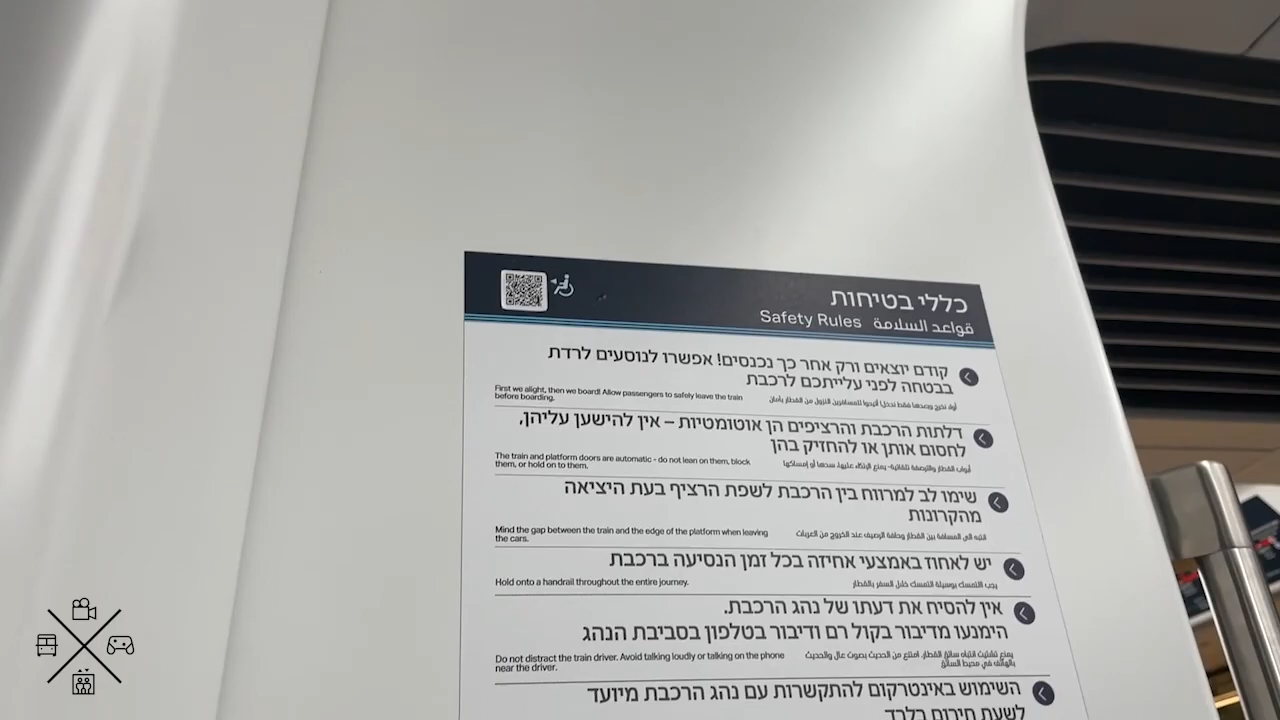 כללי בטיחות
قواعد السلامة Safety Rules
קודם יוצאים ורק אחר כך נכנסים! אפשרו לנוסעים לרדת
בבטחה לפני עלייתכם לרכבת
First we alight, then we board! Allow passengers to safely leave the train
before boarding.
أولا نخرج وبعدها فقط ندخل! أتيحوا للمسافرين النزول من القطار بأمان
דלתות הרכבת והרציפים הן אוטומטיות – אין להישען עליהן,
לחסום אותן או להחזיק בהן
The train and platform doors are automatic - do not lean on them, block
them, or hold on to them.
أبواب القطار والأرصفة تلقائية- يمنع الإتكاء عليها، سدها أو إمساكها
שימו לב למרווח בין הרכבת לשפת הרציף בעת היציאה
מהקרונות
Mind the gap between the train and the edge of the platform when leaving
the cars.
انتبه الى المسافة بين القطار وحافة الرصيف عند الخروج من العربات
יש לאחוז באמצעי אחיזה בכל זמן הנסיעה ברכבת
Hold onto a handrail throughout the entire journey.
يجب التمسك بوسيلة التمسك خلال السفر بالقطار
אין להסיח את דעתו של נהג הרכבת.
הימנעו מדיבור בקול רם ודיבור בטלפון בסביבת הנהג
Do not distract the train driver. Avoid talking loudly or talking on the phone
near the driver.
يمنع تشتيت انتباه سائق القطار. امتنع من الحديث بصوت عال والحديث
بالهاتف في محيط السائق
השימוש באינטרקום להתקשרות עם נהג הרכבת מיועד
לשעת חירום בלבד